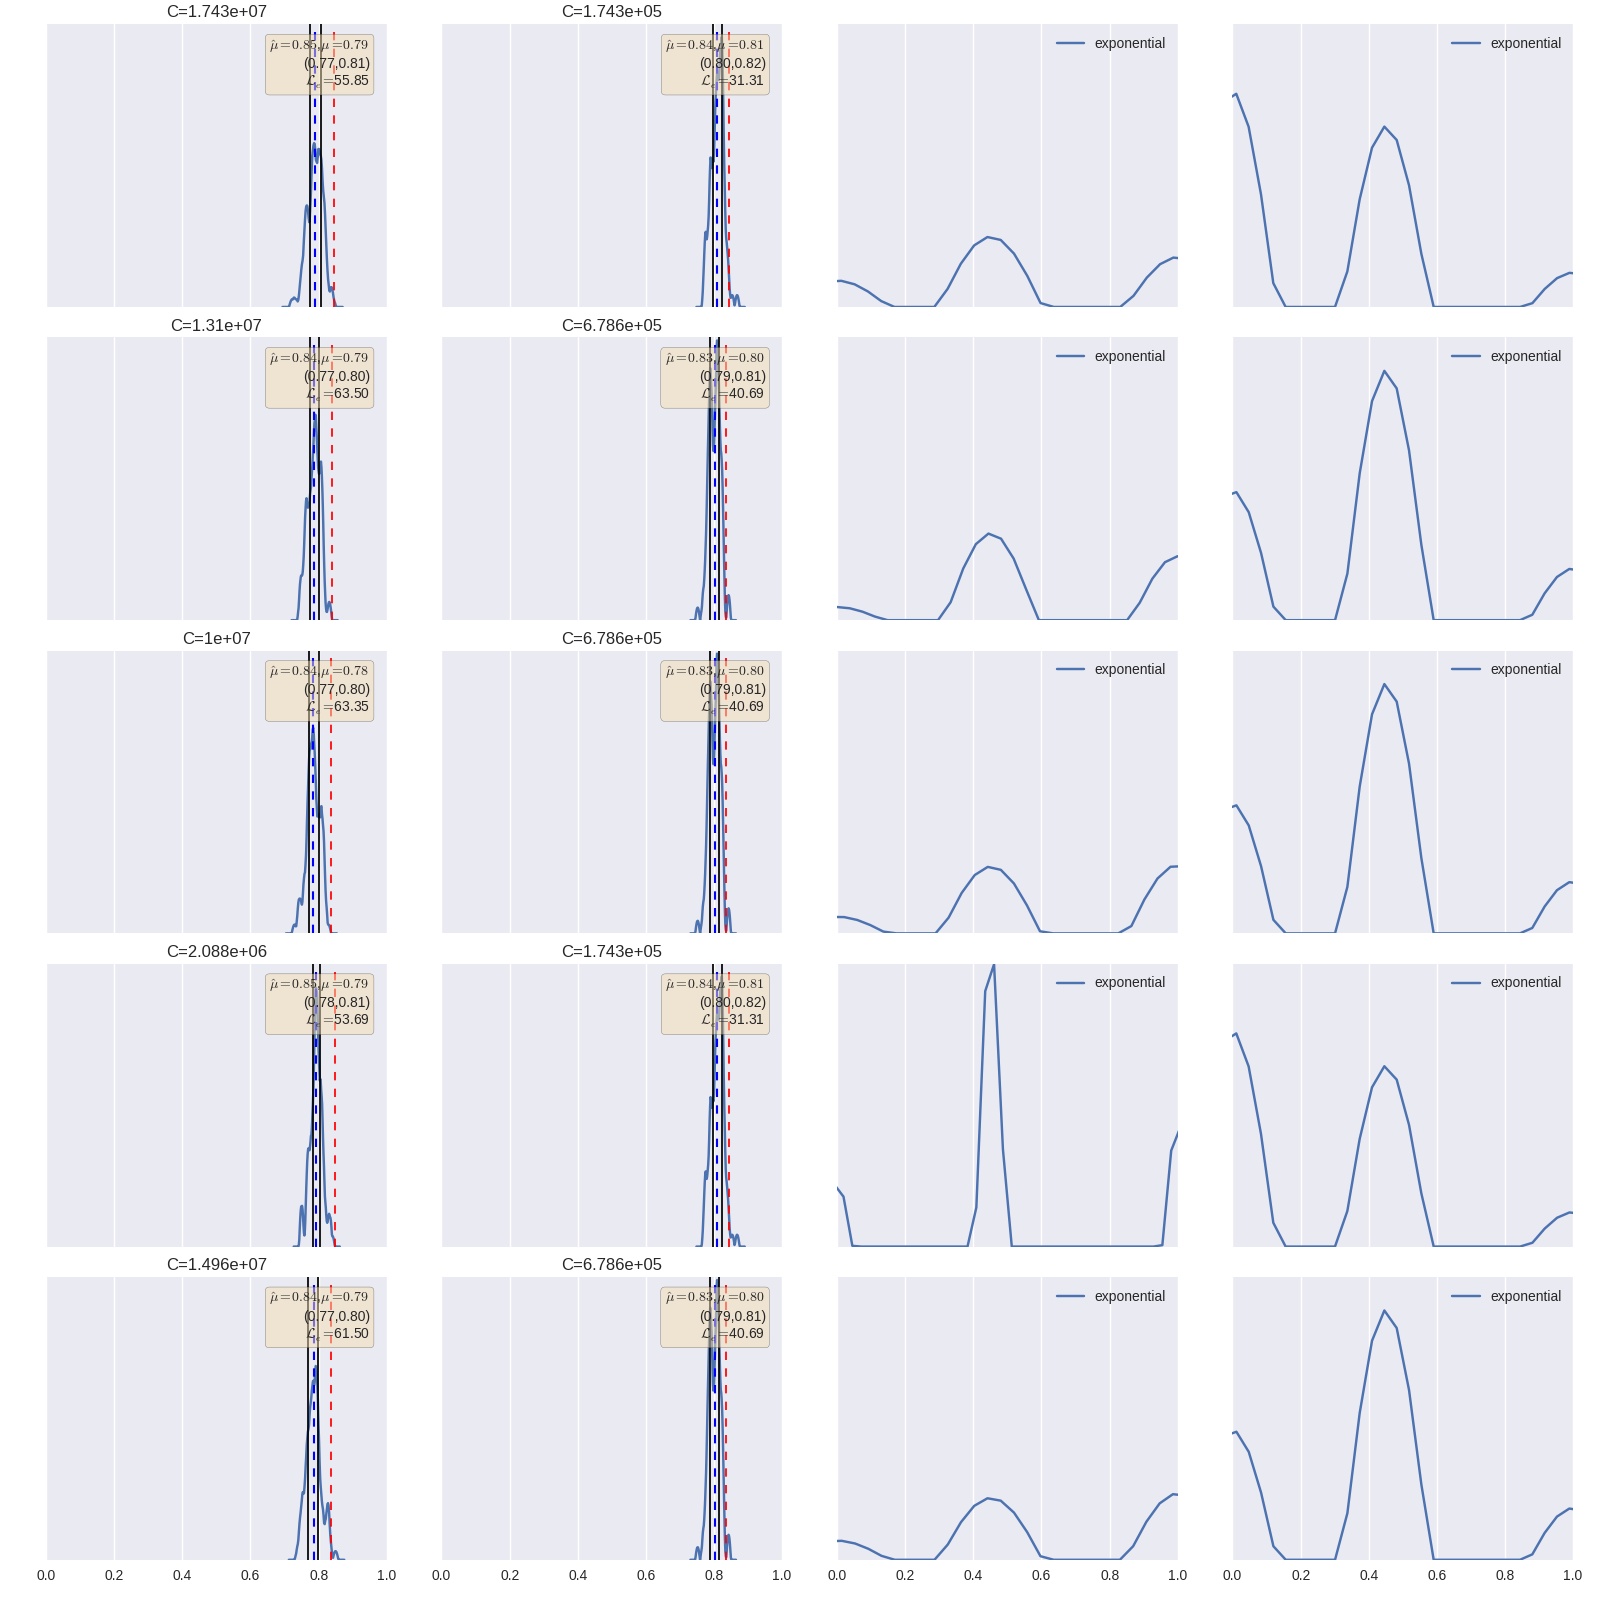 C=1.743e+07
C=1.743e+05
μ̂=0.85,μ=0.79
(0.77,0.81)
=55.85
μ̂=0.84,μ=0.81
(0.80,0.82)
=31.31
exponential
exponential
C=1.31e+07
C=6.786e+05
μ̂=0.84,μ=0.79
(0.77,0.80)
=63.50
μ̂=0.83,μ=0.80
(0.79,0.81)
=40.69
exponential
exponential
C=1e+07
C=6.786e+05
μ̂=0.84,μ=0.78
(0.77,0.80)
=63.35
μ̂=0.83,μ=0.80
(0.79,0.81)
=40.69
exponential
exponential
C=2.088e+06
C=1.743e+05
μ̂=0.85,μ=0.79
(0.78,0.81)
=53.69
μ̂=0.84,μ=0.81
(0.80,0.82)
=31.31
exponential
exponential
C=1.496e+07
C=6.786e+05
μ̂=0.84,μ=0.79
(0.77,0.80)
=61.50
μ̂=0.83,μ=0.80
(0.79,0.81)
=40.69
exponential
exponential
0.0 0.2 0.4 0.6 0.8 1.0
0.0 0.2 0.4 0.6 0.8 1.0
0.0 0.2 0.4 0.6 0.8 1.0
0.0 0.2 0.4 0.6 0.8 1.0